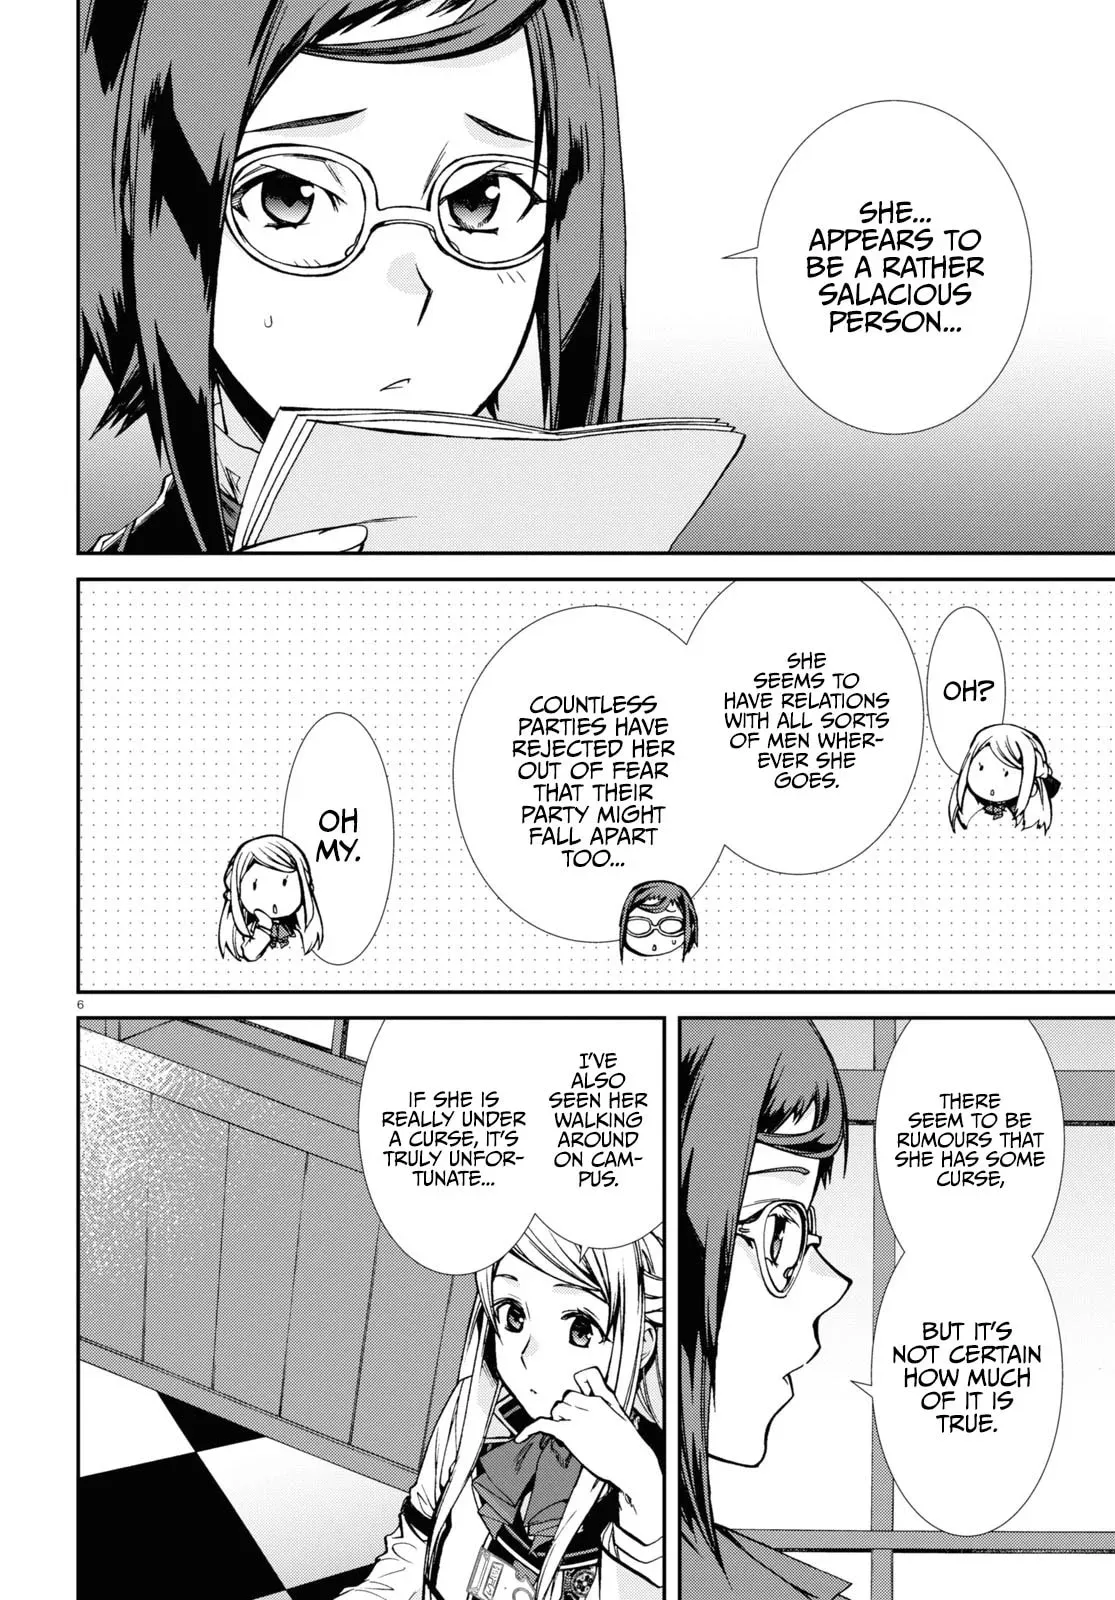 SHE...
APPEARS TO
BE A RATHER
SALACIOUS
PERSON...
OH?
SHE
SEEMS TO
HAVE RELATIONS
WITH ALL SORTS
OF MEN WHER-
EVER SHE
GOES.
COUNTLESS
PARTIES HAVE
REJECTED HER
OUT OF FEAR
THAT THEIR
PARTY MIGHT
FALL APART
TOO...
OH
MY.
6
THERE
SEEM TO BE
RUMOURS THAT
SHE HAS SOME
CURSE,
BUT IT'S
NOT CERTAIN
HOW MUCH
OF IT IS
TRUE.
I'VE
ALSO
SEEN HER
WALKING
AROUND
ON CAM-
PUS.
IF SHE IS
REALLY UNDER
A CURSE, IT'S
TRULY UNFOR-
TUNATE...